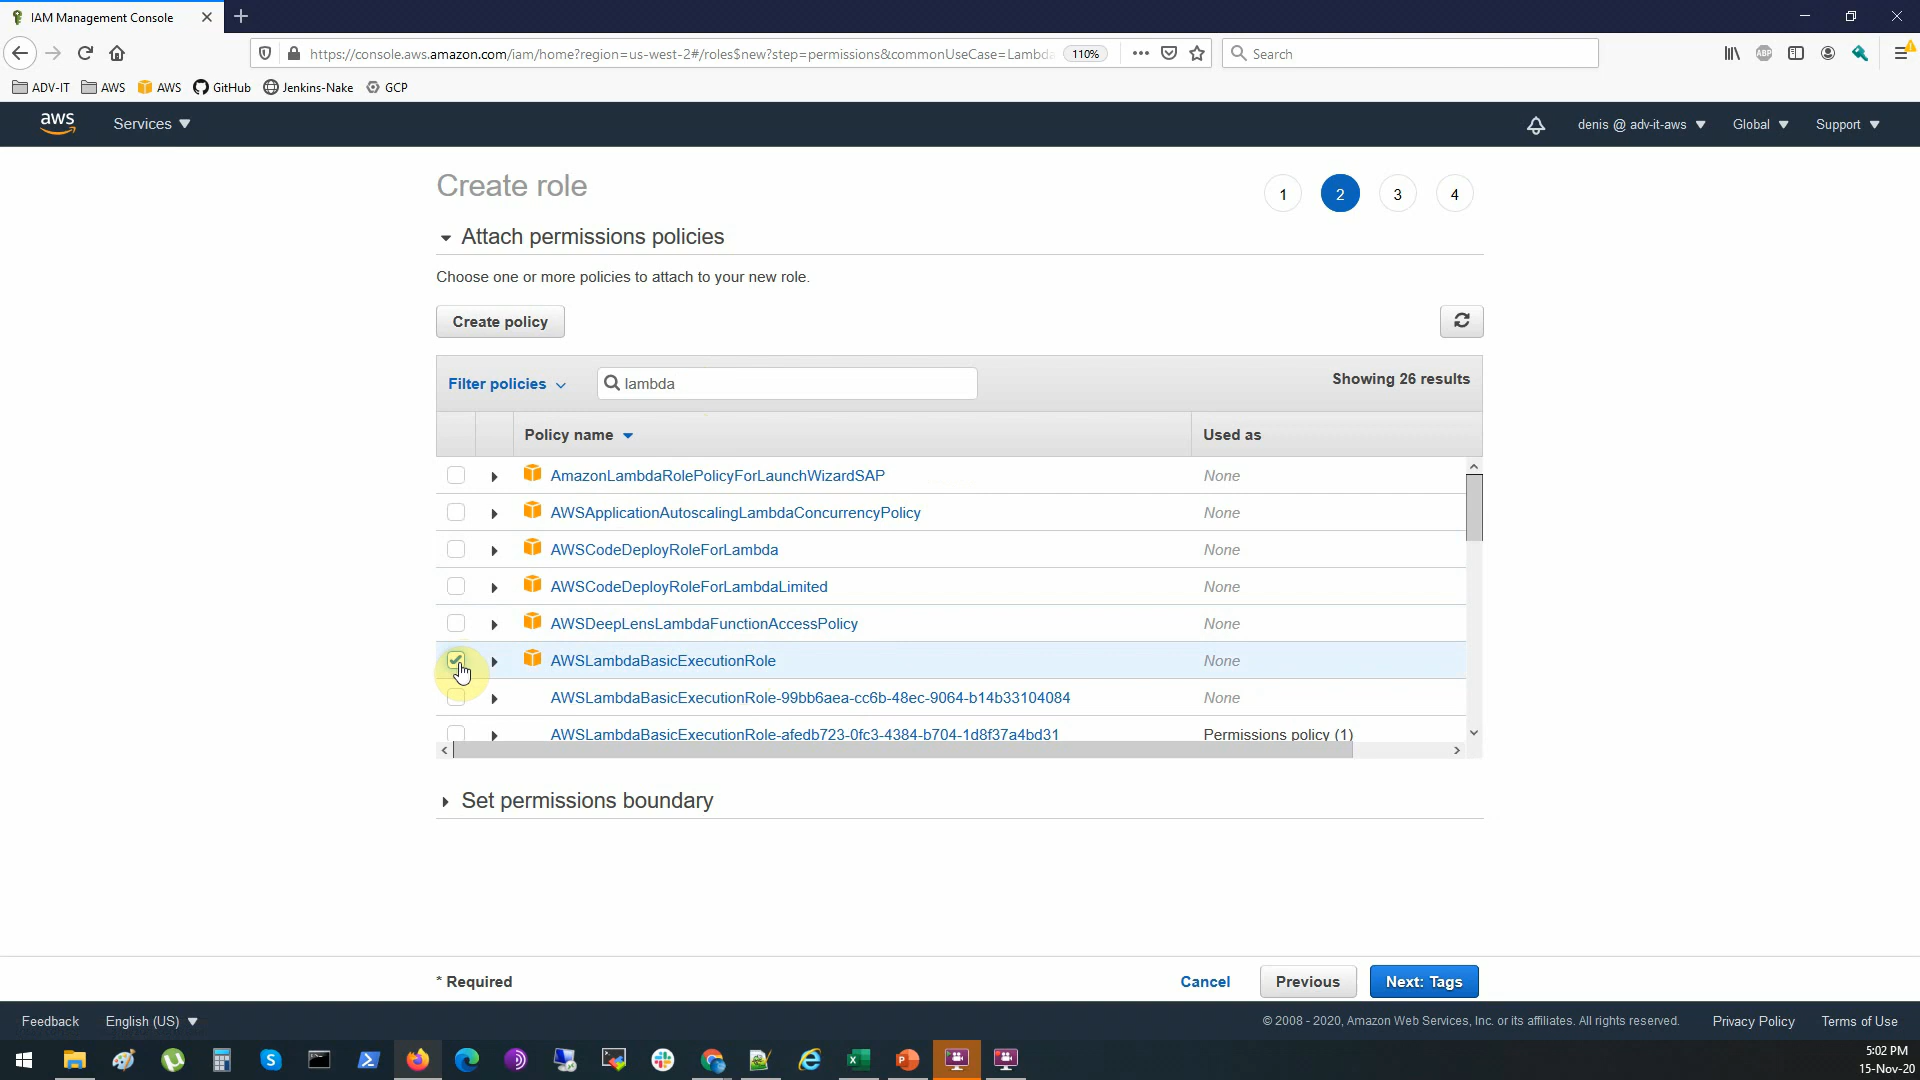 IAM Management Console
https://console.aws.amazon.com/iam/home?region=us-west-2#/roles$new?step=permissions&commonUseCase=Lambda
110%
Search
ABP
ADV-IT
AWS
AWS
GitHub
Jenkins-Nake
GCP
aws
Services
denis @ adv-it-aws
Global
Support
Create role
1
2
3
4
Attach permissions policies
Choose one or more policies to attach to your new role.
Create policy
Filter policies
lambda
Showing 26 results
Policy name
Used as
AmazonLambdaRolePolicyForLaunchWizardSAP
None
AWSApplicationAutoscalingLambdaConcurrencyPolicy
None
AWSCodeDeployRoleForLambda
None
AWSCodeDeployRoleForLambdaLimited
None
AWSDeepLensLambdaFunctionAccessPolicy
None
AWSLambdaBasicExecutionRole
None
AWSLambdaBasicExecutionRole-99bb6aea-cc6b-48ec-9064-b14b33104084
None
AWSLambdaBasicExecutionRole-afedb723-0fc3-4384-b704-1d8f37a4bd31
Permissions policy (1)
Set permissions boundary
* Required
Cancel
Previous
Next: Tags
Feedback
English (US)
© 2008 - 2020, Amazon Web Services, Inc. or its affiliates. All rights reserved.
Privacy Policy
Terms of Use
5:02 PM
15-Nov-20